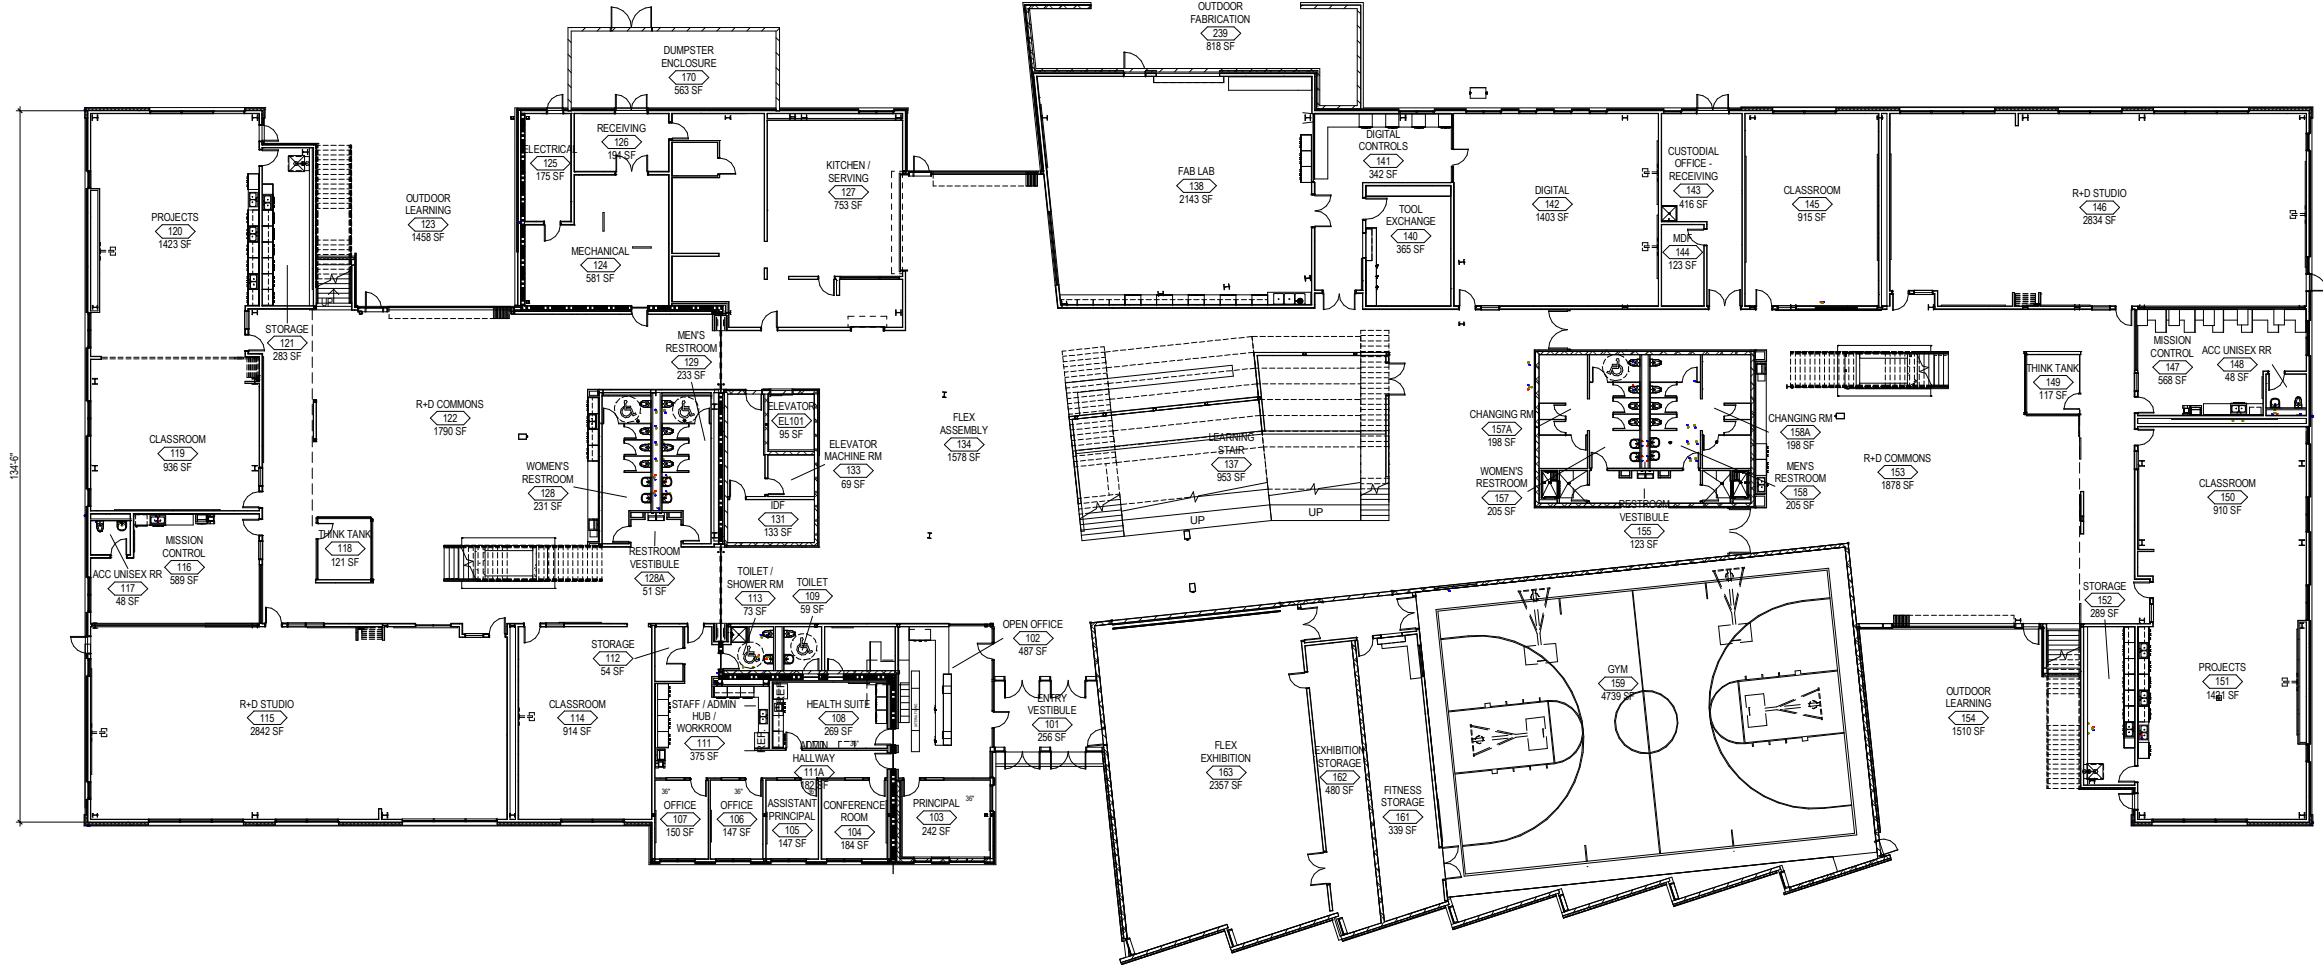 OUTDOOR
FABRICATION
239
818 SF
DUMPSTER
ENCLOSURE
170
563 SF
134'-6"
PROJECTS
120
1423 SF
STORAGE
121
283 SF
OUTDOOR
LEARNING
123
1458 SF
UP
ELECTRICAL
125
175 SF
RECEIVING
126
194 SF
MECHANICAL
124
581 SF
KITCHEN /
SERVING
127
753 SF
FAB LAB
138
2143 SF
DIGITAL
CONTROLS
141
342 SF
TOOL
EXCHANGE
140
365 SF
DIGITAL
142
1403 SF
CUSTODIAL
OFFICE -
RECEIVING
143
416 SF
MDF
144
123 SF
CLASSROOM
145
915 SF
R+D STUDIO
146
2834 SF
CLASSROOM
119
936 SF
R+D COMMONS
122
1790 SF
MEN'S
RESTROOM
129
233 SF
WOMEN'S
RESTROOM
128
231 SF
ELEVATOR
EL101
95 SF
ELEVATOR
MACHINE RM
133
69 SF
IDF
131
133 SF
FLEX
ASSEMBLY
134
1578 SF
LEARNING
STAIR
137
953 SF
UP
UP
CHANGING RM
157A
198 SF
WOMEN'S
RESTROOM
157
205 SF
CHANGING RM
158A
198 SF
MEN'S
RESTROOM
158
205 SF
RESTROOM
VESTIBULE
155
123 SF
R+D COMMONS
153
1878 SF
THINK TANK
149
117 SF
MISSION
CONTROL
147
568 SF
ACC UNISEX RR
148
48 SF
CLASSROOM
150
910 SF
MISSION
CONTROL
116
589 SF
ACC UNISEX RR
117
48 SF
THINK TANK
118
121 SF
RESTROOM
VESTIBULE
128A
51 SF
TOILET /
SHOWER RM
113
73 SF
TOILET
109
59 SF
OPEN OFFICE
102
487 SF
STORAGE
112
54 SF
R+D STUDIO
115
2842 SF
CLASSROOM
114
914 SF
STAFF / ADMIN
HUB /
WORKROOM
111
375 SF
REF.
REF.
HEALTH SUITE
108
269 SF
36"
ADMIN
HALLWAY
111A
182 SF
ENTRY
VESTIBULE
101
256 SF
36"
OFFICE
107
150 SF
36"
OFFICE
106
147 SF
ASSISTANT
PRINCIPAL
105
147 SF
CONFERENCE
ROOM
104
184 SF
PRINCIPAL
36"
103
242 SF
FLEX
EXHIBITION
163
2357 SF
EXHIBITION
STORAGE
162
480 SF
FITNESS
STORAGE
161
339 SF
GYM
159
4739 SF
OUTDOOR
LEARNING
154
1510 SF
STORAGE
152
289 SF
PROJECTS
151
1421 SF